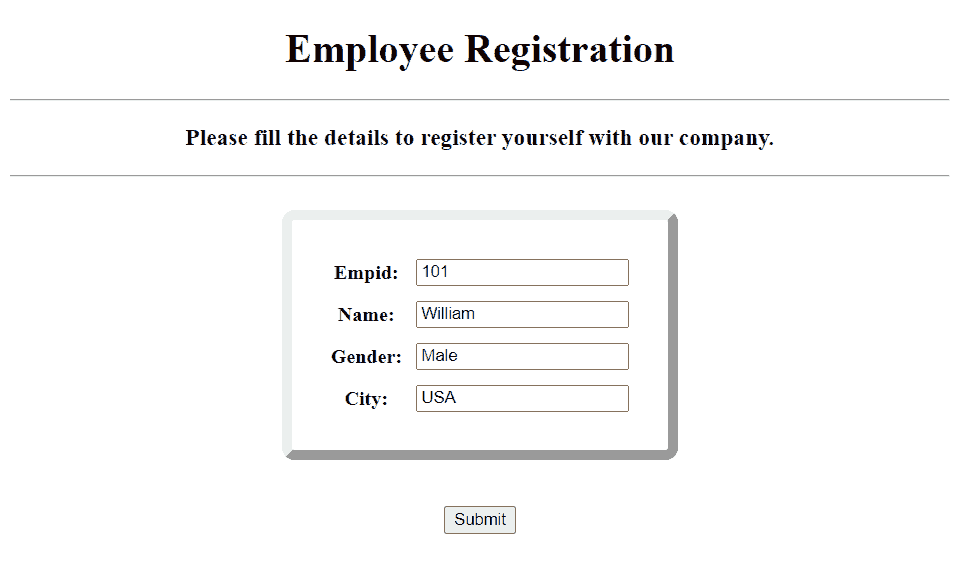 Employee Registration
Please fill the details to register yourself with our company.
Empid: 101
Name: William
Gender: Male
City: USA
Submit